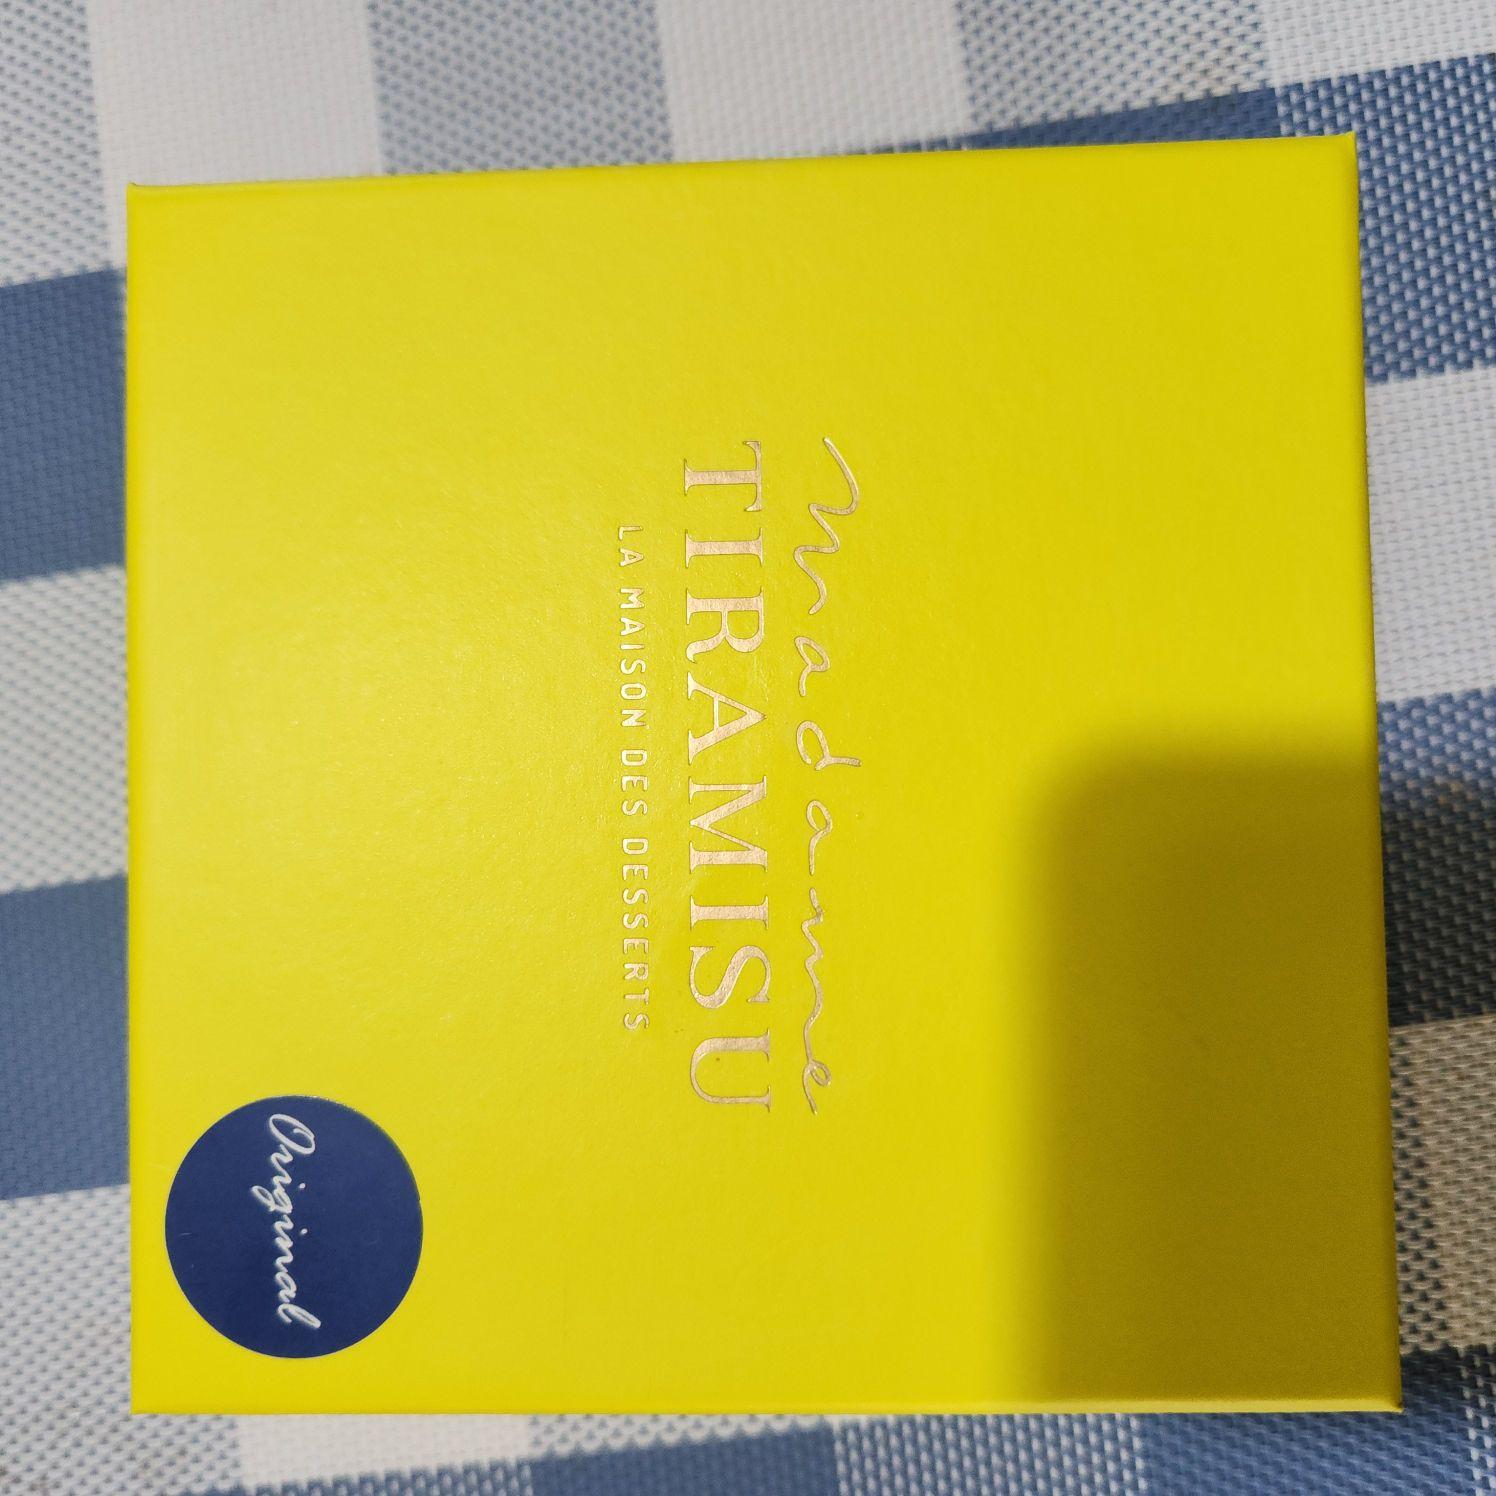 Madame
TIRAMISU
LA MAISON DES DESSERTS
Original